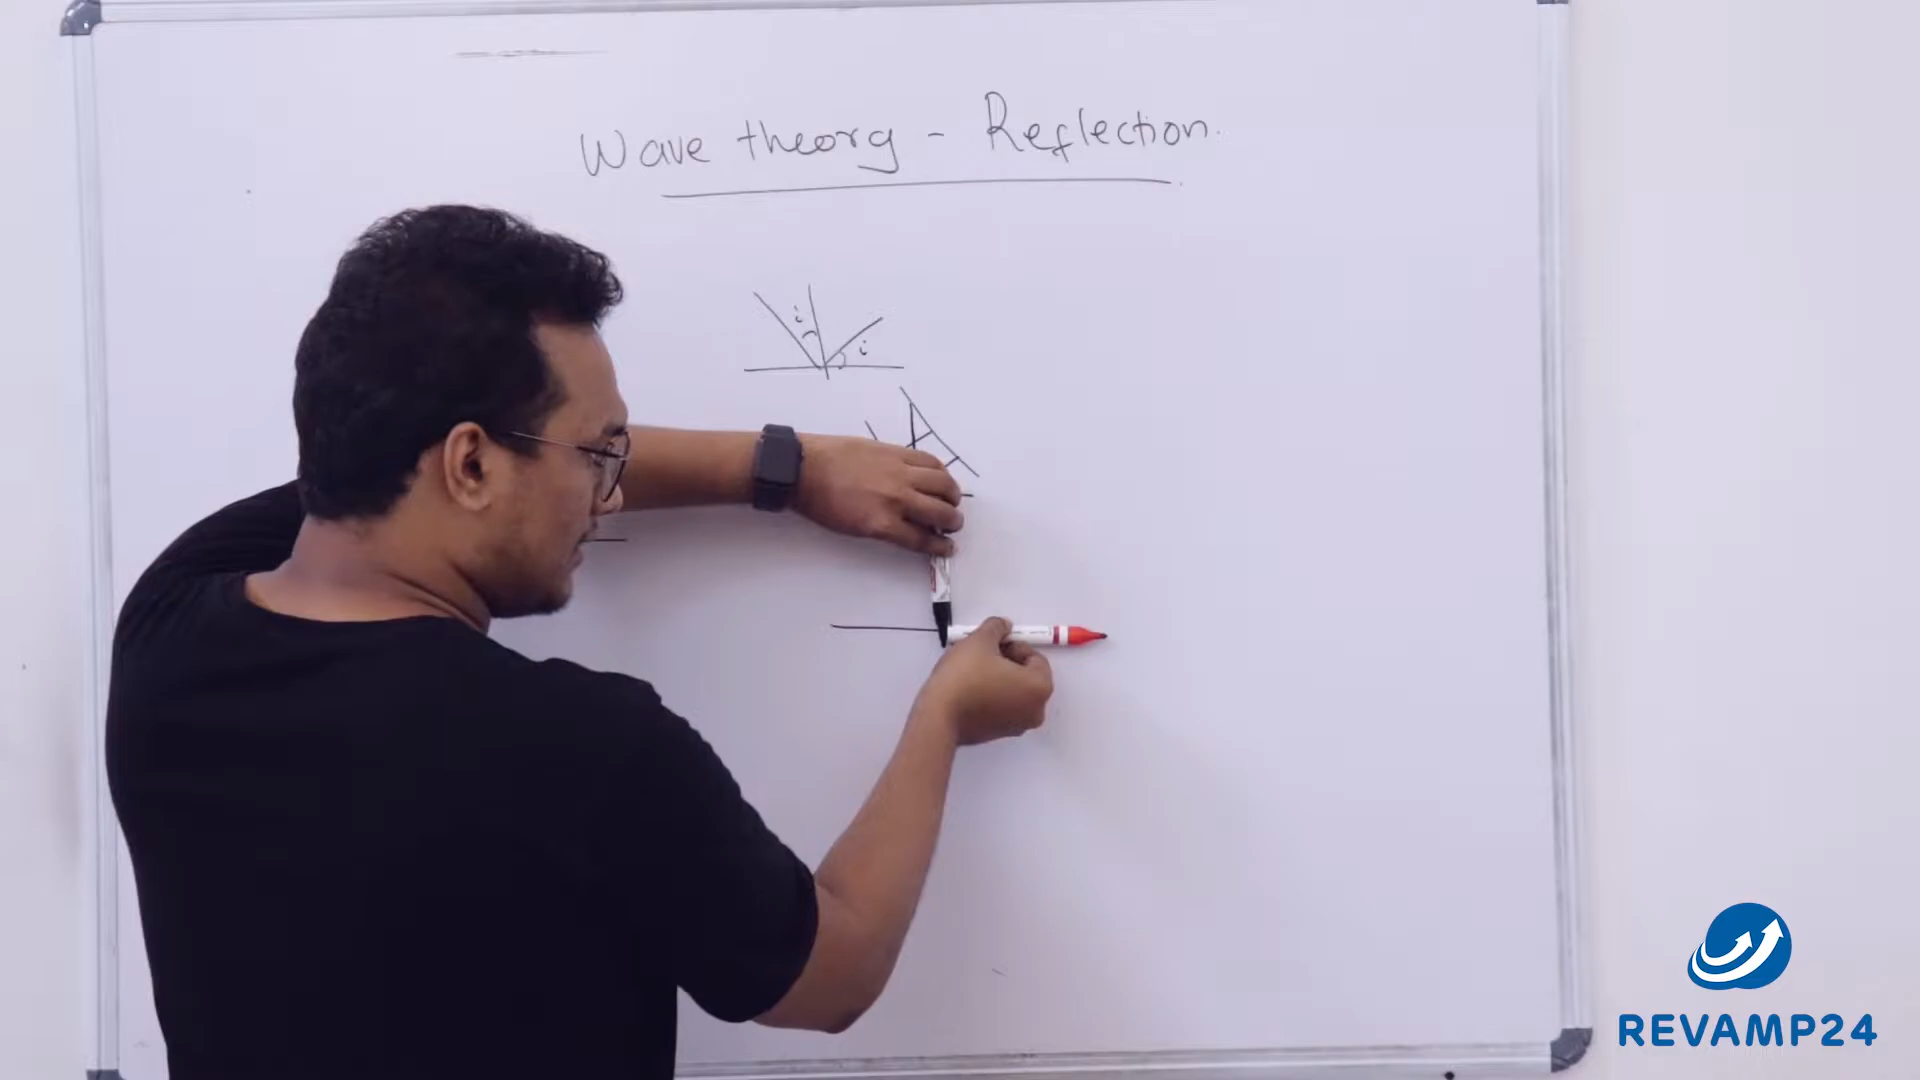 Wave theory - Reflection.
i
i
REVAMP24